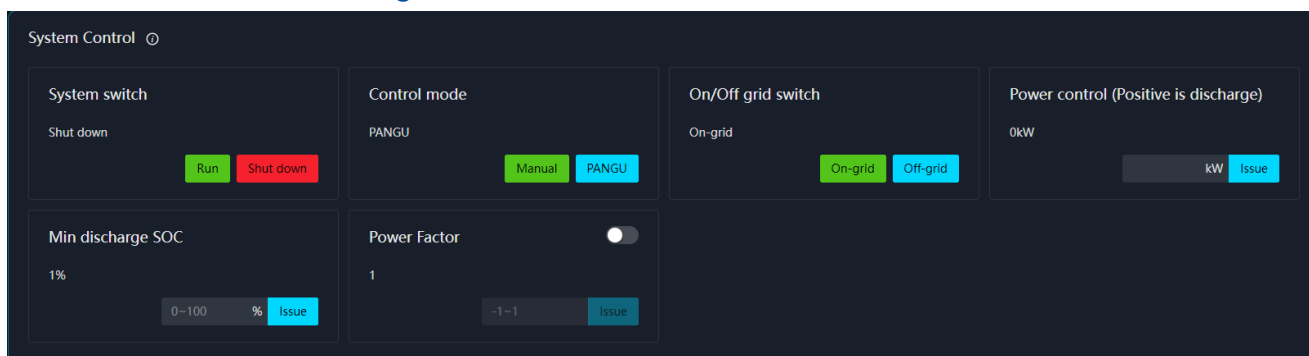 System Control
System switch
Shut down
Run Shut down
Control mode
PANGU
Manual PANGU
On/Off grid switch
On-grid
On-grid Off-grid
Power control (Positive is discharge)
0kW
kW Issue
Min discharge SOC
1%
0~100 % Issue
Power Factor
1
-1~1 Issue